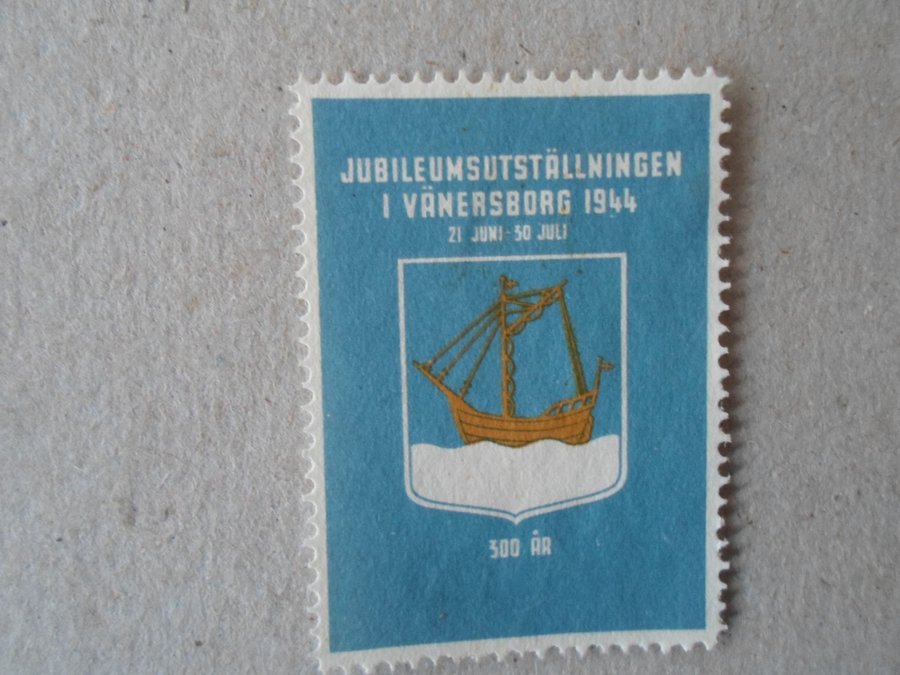 JUBILEUMSUTSTÄLLNINGEN
I VÄNERSBORG 1944
21 JUNI-30 JULI
300 ÅR